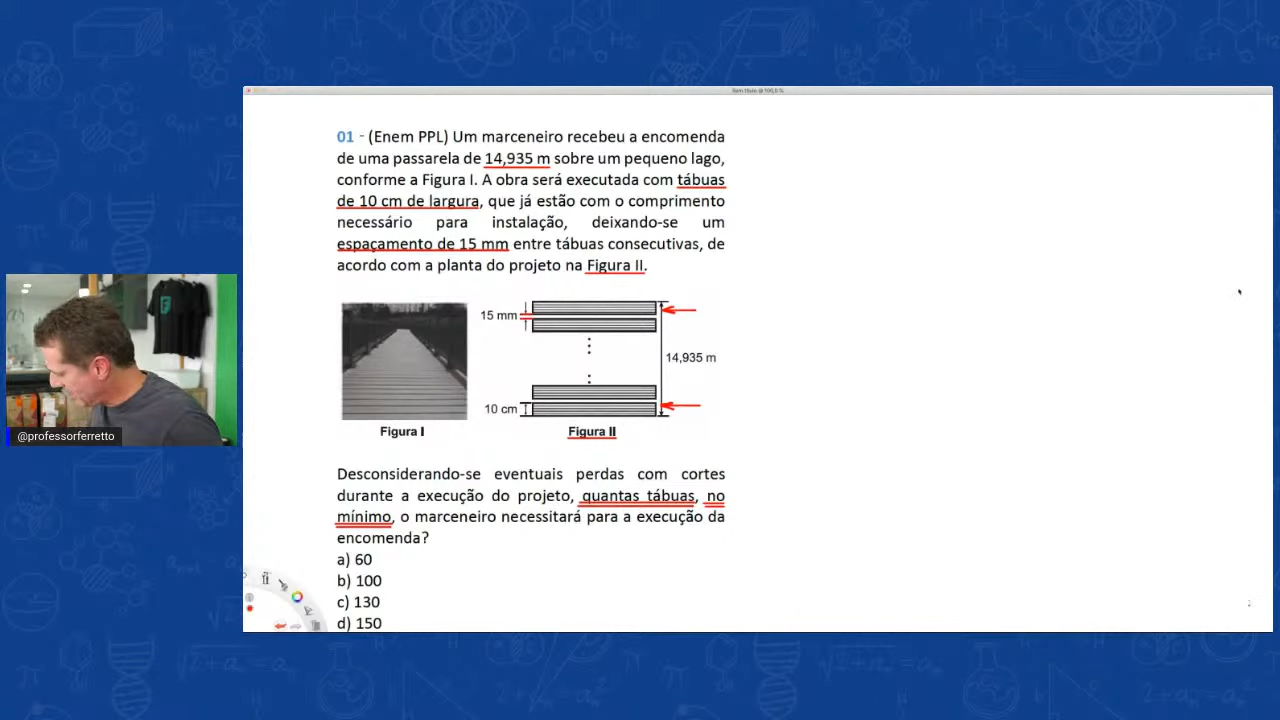 Sem título @ 100,0 %
01 - (Enem PPL) Um marceneiro recebeu a encomenda
de uma passarela de 14,935 m sobre um pequeno lago,
conforme a Figura I. A obra será executada com tábuas
de 10 cm de largura, que já estão com o comprimento
necessário para instalação, deixando-se um
espaçamento de 15 mm entre tábuas consecutivas, de
acordo com a planta do projeto na Figura II.
15 mm
14,935 m
10 cm
Figura I
Figura II
Desconsiderando-se eventuais perdas com cortes
durante a execução do projeto, quantas tábuas, no
mínimo, o marceneiro necessitará para a execução da
encomenda?
a) 60
b) 100
c) 130
d) 150
@professorferretto